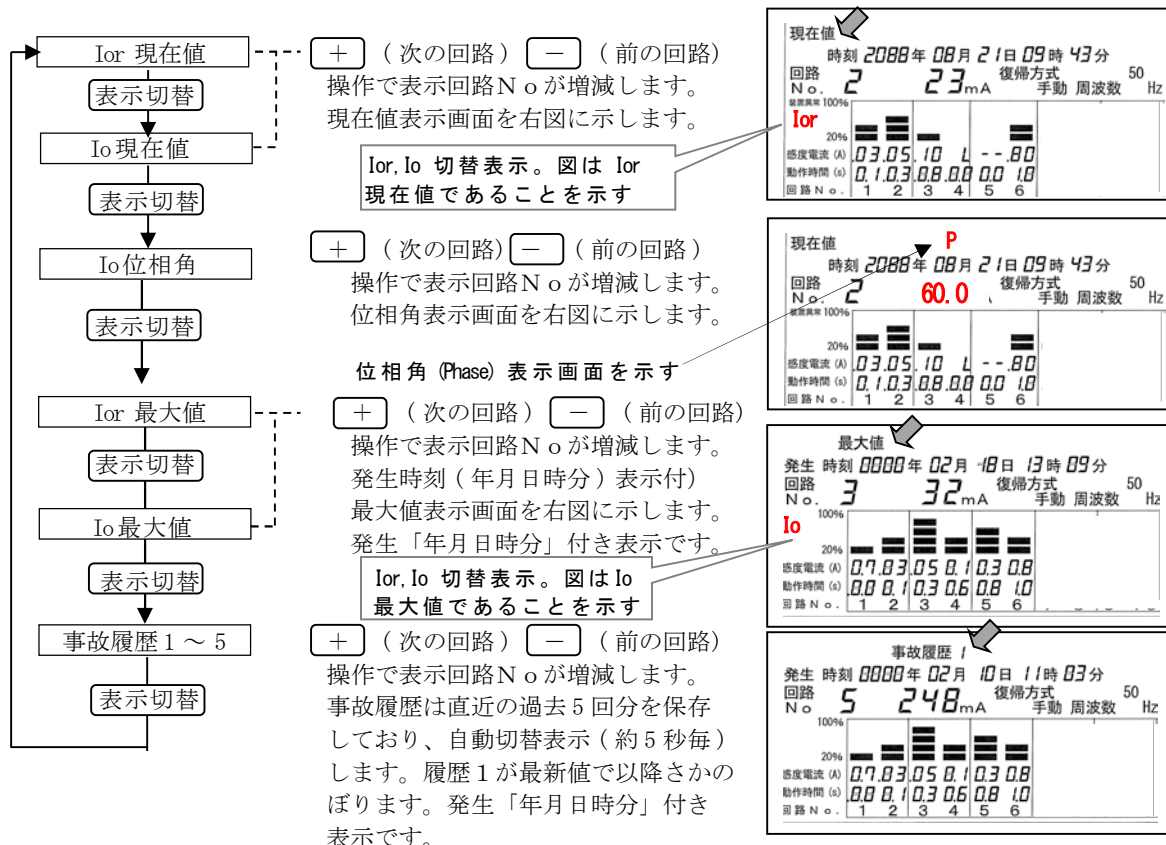 Ior 現在値
表示切替
Io現在値
表示切替
Io位相角
表示切替
Ior 最大値
表示切替
Io最大値
表示切替
事故履歴1～5
表示切替
＋ (次の回路) － (前の回路)
操作で表示回路Noが増減します。
現在値表示画面を右図に示します。
Ior,Io 切替表示。図は Ior
現在値であることを示す
＋ (次の回路) － (前の回路)
操作で表示回路Noが増減します。
位相角表示画面を右図に示します。
位相角 (Phase) 表示画面を示す
＋ (次の回路) － (前の回路)
操作で表示回路Noが増減します。
発生時刻(年月日時分)表示付)
最大値表示画面を右図に示します。
発生「年月日時分」付き表示です。
Ior,Io 切替表示。図はIo
最大値であることを示す
＋ (次の回路) － (前の回路)
操作で表示回路Noが増減します。
事故履歴は直近の過去5回分を保存
しており、自動切替表示(約5秒毎)
します。履歴1が最新値で以降さかの
ぼります。発生「年月日時分」付き
表示です。
現在値
時刻 2088年 08月 21日 09時 43分
回路 No. 2 23mA 復帰方式 手動 周波数 50 Hz
装置異常 100%
Ior
20%
感度電流 (A) .03 .05 .10 L -- .80
動作時間 (s) 0.1 0.3 0.8 0.0 0.0 1.0
回路No. 1 2 3 4 5 6
現在値 P
時刻 2088年 08月 21日 09時 43分
回路 No. 2 60.0 復帰方式 手動 周波数 50 Hz
装置異常 100%
20%
感度電流 (A) .03 .05 .10 L -- .80
動作時間 (s) 0.1 0.3 0.8 0.0 0.0 1.0
回路No. 1 2 3 4 5 6
最大値
発生 時刻 0000年 02月 18日 13時 09分
回路 No. 3 32mA 復帰方式 手動 周波数 50 Hz
100%
Io
20%
感度電流 (A) 0.7 .03 .05 0.1 0.3 0.8
動作時間 (s) .0.0 0.1 0.3 0.6 0.8 1.0
回路No. 1 2 3 4 5 6
事故履歴 1
発生 時刻 0000年 02月 10日 11時 03分
回路 No 5 248mA 復帰方式 手動 周波数 50 Hz
100%
20%
感度電流 (A) 0.7 .03 .05 0.1 0.3 0.8
動作時間 (s) .0.0 0.1 0.3 0.6 0.8 1.0
回路No. 1 2 3 4 5 6